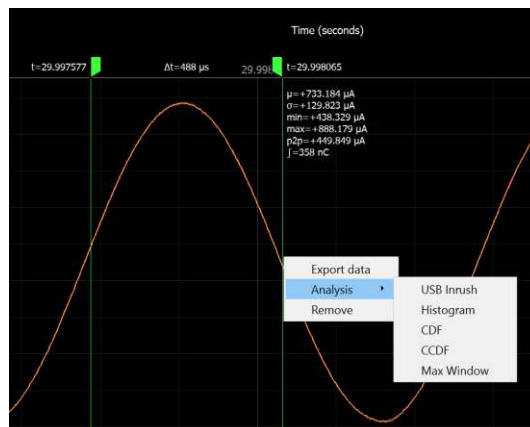 Time (seconds)
t=29.997577 Δt=488 µs 29.998 t=29.998065
µ=+733.184 µA
σ=+129.823 µA
min=+438.329 µA
max=+888.179 µA
p2p=+449.849 µA
∫=358 nC
Export data
Analysis
Remove
USB Inrush
Histogram
CDF
CCDF
Max Window